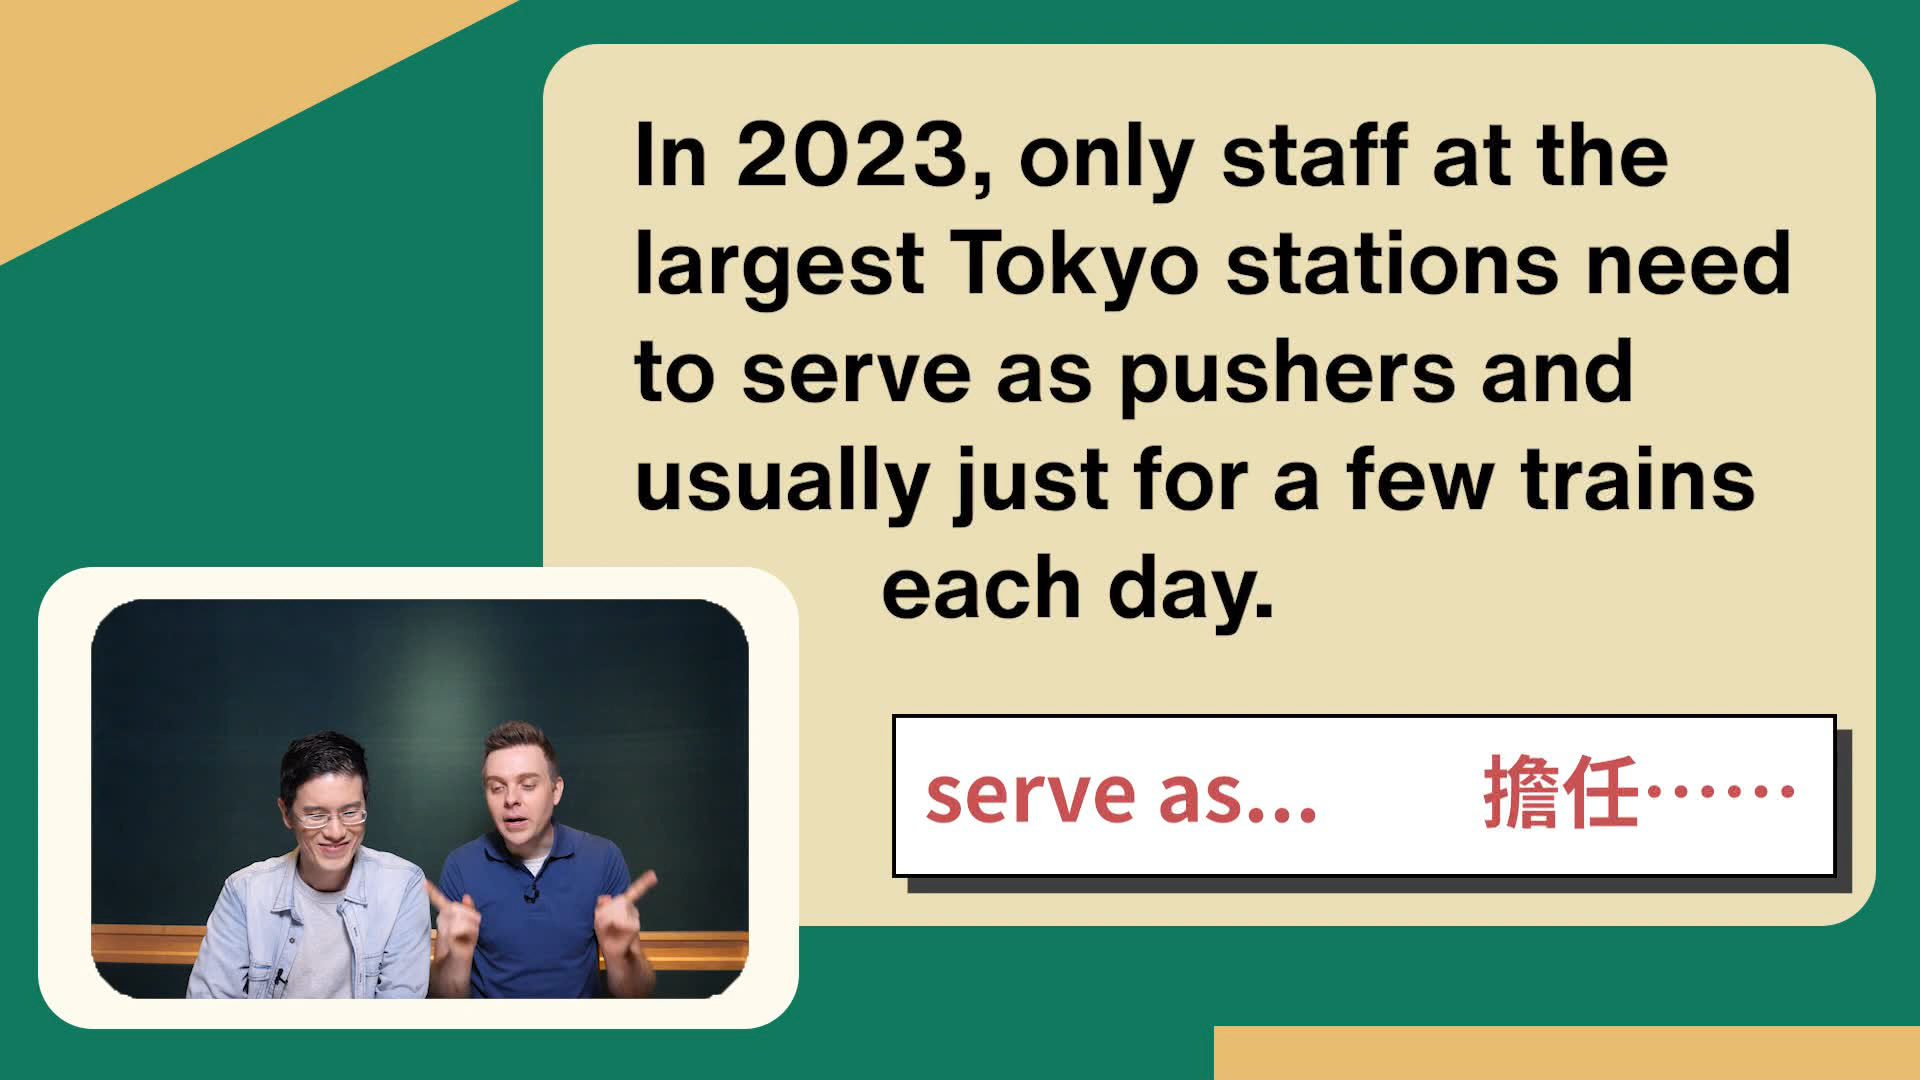 In 2023, only staff at the
largest Tokyo stations need
to serve as pushers and
usually just for a few trains
each day.
serve as... 擔任⋯⋯